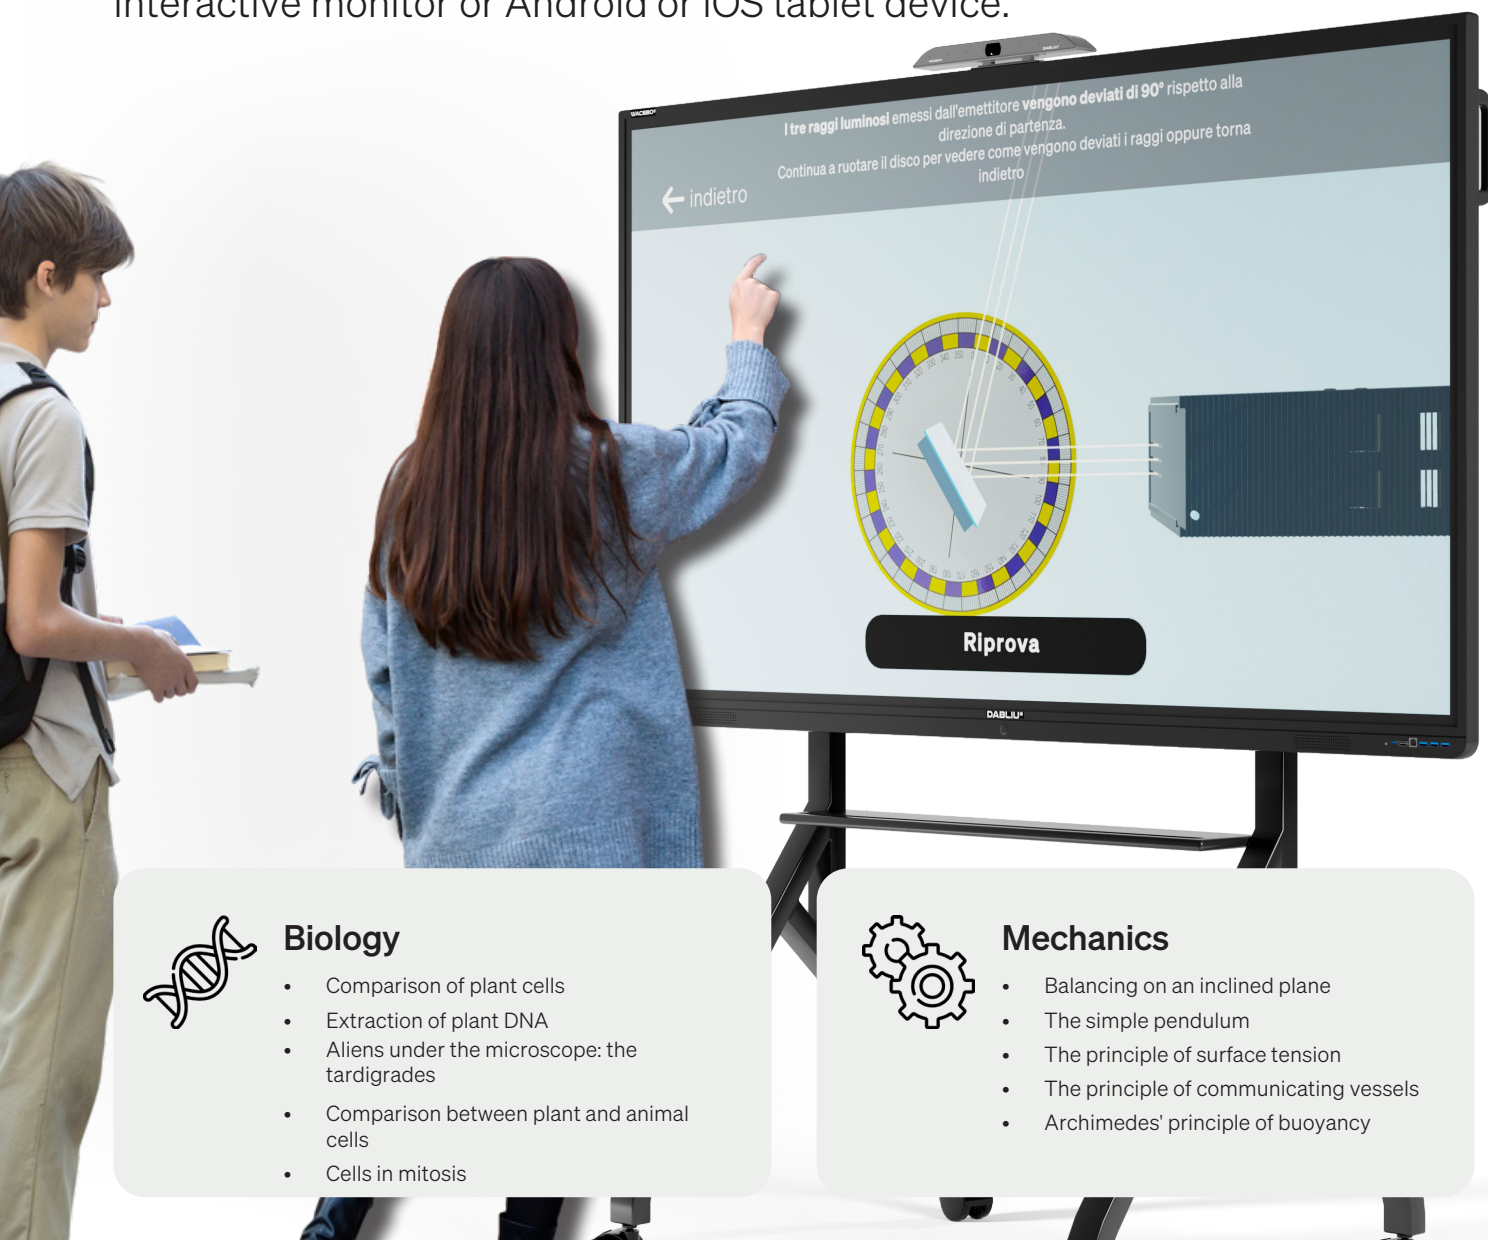 interactive monitor or Android or iOS tablet device.
WACEBO®
DABLIU®
I tre raggi luminosi emessi dall'emettitore vengono deviati di 90° rispetto alla
direzione di partenza.
Continua a ruotare il disco per vedere come vengono deviati i raggi oppure torna
indietro
indietro
Riprova
DABLIU®
Biology
• Comparison of plant cells
• Extraction of plant DNA
• Aliens under the microscope: the
tardigrades
• Comparison between plant and animal
cells
• Cells in mitosis
Mechanics
• Balancing on an inclined plane
• The simple pendulum
• The principle of surface tension
• The principle of communicating vessels
• Archimedes' principle of buoyancy